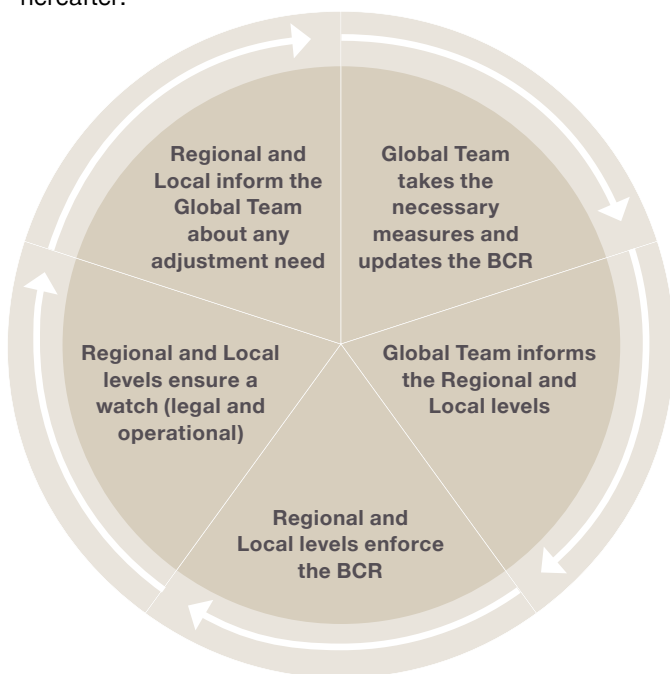 hereafter:
Regional and
Local inform the
Global Team
about any
adjustment need
Global Team
takes the
necessary
measures and
updates the BCR
Global Team informs
the Regional and
Local levels
Regional and
Local levels enforce
the BCR
Regional and Local
levels ensure a
watch (legal and
operational)